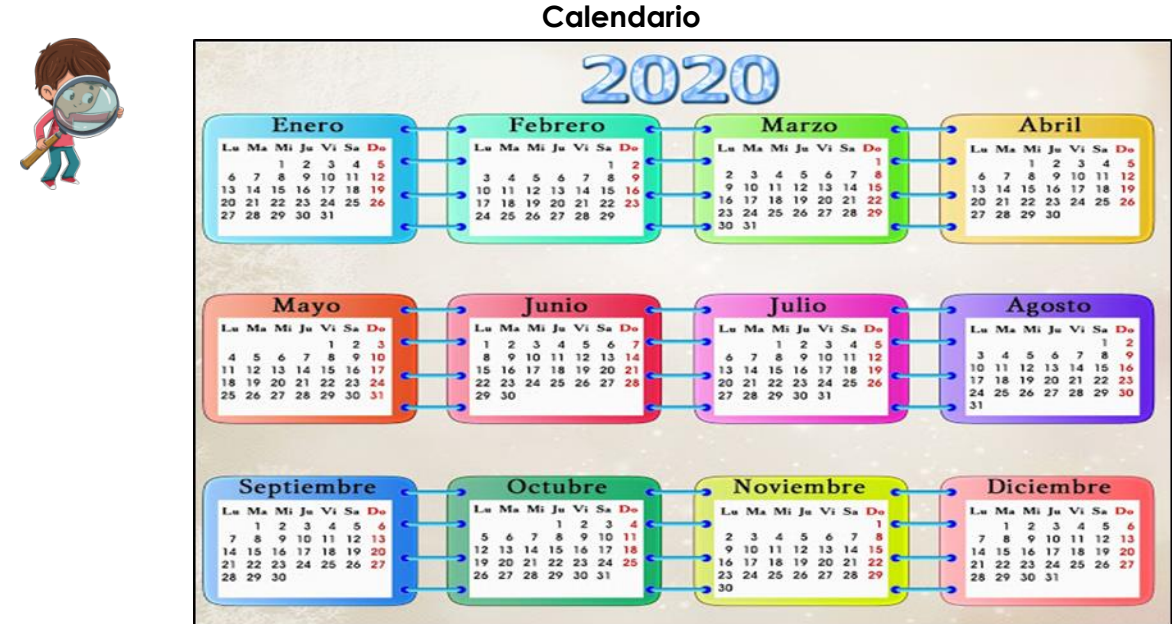 Calendario
2020
Enero
Lu Ma Mi Ju Vi Sa Do
1 2 3 4 5
6 7 8 9 10 11 12
13 14 15 16 17 18 19
20 21 22 23 24 25 26
27 28 29 30 31
Febrero
Lu Ma Mi Ju Vi Sa Do
1 2
3 4 5 6 7 8 9
10 11 12 13 14 15 16
17 18 19 20 21 22 23
24 25 26 27 28 29
Marzo
Lu Ma Mi Ju Vi Sa Do
1
2 3 4 5 6 7 8
9 10 11 12 13 14 15
16 17 18 19 20 21 22
23 24 25 26 27 28 29
30 31
Abril
Lu Ma Mi Ju Vi Sa Do
1 2 3 4 5
6 7 8 9 10 11 12
13 14 15 16 17 18 19
20 21 22 23 24 25 26
27 28 29 30
Mayo
Lu Ma Mi Ju Vi Sa Do
1 2 3
4 5 6 7 8 9 10
11 12 13 14 15 16 17
18 19 20 21 22 23 24
25 26 27 28 29 30 31
Junio
Lu Ma Mi Ju Vi Sa Do
1 2 3 4 5 6 7
8 9 10 11 12 13 14
15 16 17 18 19 20 21
22 23 24 25 26 27 28
29 30
Julio
Lu Ma Mi Ju Vi Sa Do
1 2 3 4 5
6 7 8 9 10 11 12
13 14 15 16 17 18 19
20 21 22 23 24 25 26
27 28 29 30 31
Agosto
Lu Ma Mi Ju Vi Sa Do
1 2
3 4 5 6 7 8 9
10 11 12 13 14 15 16
17 18 19 20 21 22 23
24 25 26 27 28 29 30
31
Septiembre
Lu Ma Mi Ju Vi Sa Do
1 2 3 4 5 6
7 8 9 10 11 12 13
14 15 16 17 18 19 20
21 22 23 24 25 26 27
28 29 30
Octubre
Lu Ma Mi Ju Vi Sa Do
1 2 3 4
5 6 7 8 9 10 11
12 13 14 15 16 17 18
19 20 21 22 23 24 25
26 27 28 29 30 31
Noviembre
Lu Ma Mi Ju Vi Sa Do
1
2 3 4 5 6 7 8
9 10 11 12 13 14 15
16 17 18 19 20 21 22
23 24 25 26 27 28 29
30
Diciembre
Lu Ma Mi Ju Vi Sa Do
1 2 3 4 5 6
7 8 9 10 11 12 13
14 15 16 17 18 19 20
21 22 23 24 25 26 27
28 29 30 31